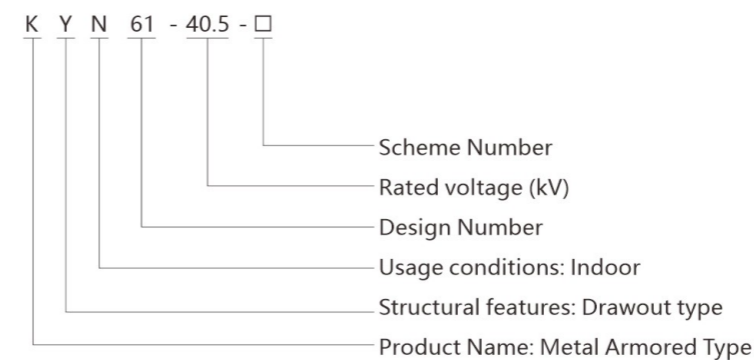 K Y N 61 - 40.5 - □
Scheme Number
Rated voltage (kV)
Design Number
Usage conditions: Indoor
Structural features: Drawout type
Product Name: Metal Armored Type